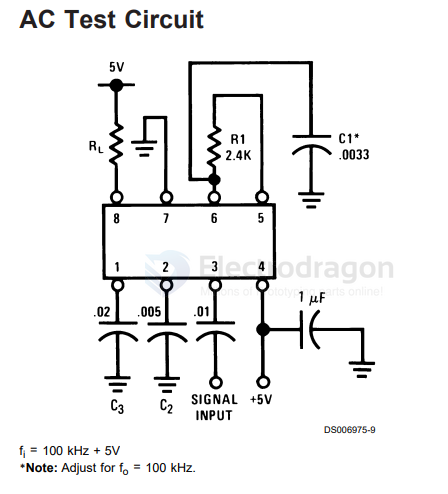 AC Test Circuit
5V
R1
2.4K
C1*
.0033
RL
8 7 6 5
1 2 3 4
Electrodragon
.02 .005 .01
1 µF
C3 C2
SIGNAL INPUT
+5V
DS006975-9
fi = 100 kHz + 5V
*Note: Adjust for fo = 100 kHz.